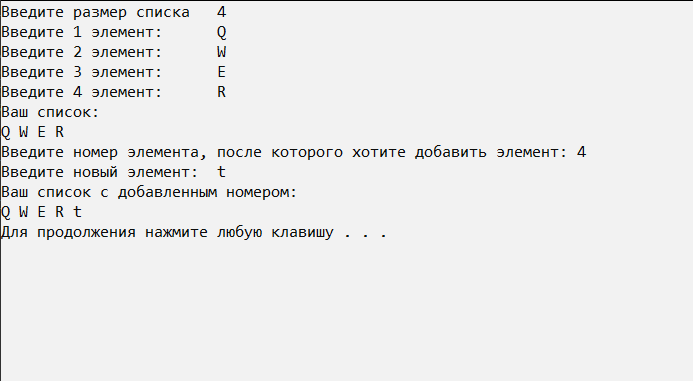 Введите размер списка   4
Введите 1 элемент:      Q
Введите 2 элемент:      W
Введите 3 элемент:      E
Введите 4 элемент:      R
Ваш список:
Q W E R
Введите номер элемента, после которого хотите добавить элемент: 4
Введите новый элемент:  t
Ваш список с добавленным номером:
Q W E R t
Для продолжения нажмите любую клавишу . . .